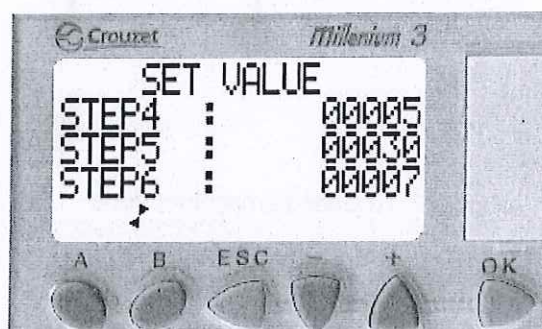 Crouzet Millenium 3
SET VALUE
STEP4 : 00005
STEP5 : 00030
STEP6 : 00007
A B ESC - + OK